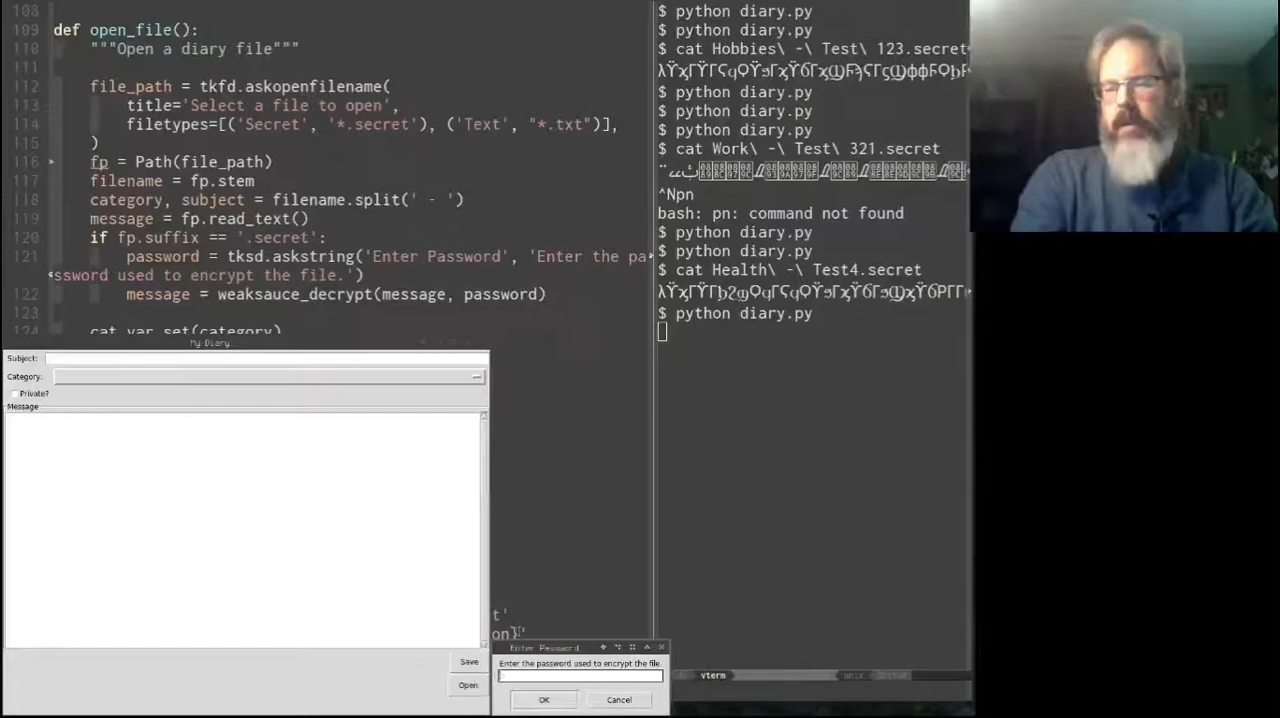 108
109 def open_file():
110 """Open a diary file"""
111
112 file_path = tkfd.askopenfilename(
113 title='Select a file to open',
114 filetypes=[('Secret', '*.secret'), ('Text', "*.txt")],
115 )
116 fp = Path(file_path)
117 filename = fp.stem
118 category, subject = filename.split(' - ')
119 message = fp.read_text()
120 if fp.suffix == '.secret':
121 password = tksd.askstring('Enter Password', 'Enter the pa
ssword used to encrypt the file.')
122 message = weaksauce_decrypt(message, password)
123
124 cat_var.set(category)
My Diary
Subject:
Category:
Private?
Message
Save
Open
t'
on}'
Enter Password
Enter the password used to encrypt the file.
OK
Cancel
$ python diary.py
$ python diary.py
$ cat Hobbies\ -\ Test\ 123.secret
$ python diary.py
$ python diary.py
$ python diary.py
$ cat Work\ -\ Test\ 321.secret
^Npn
bash: pn: command not found
$ python diary.py
$ python diary.py
$ cat Health\ -\ Test4.secret
$ python diary.py
vterm
unix